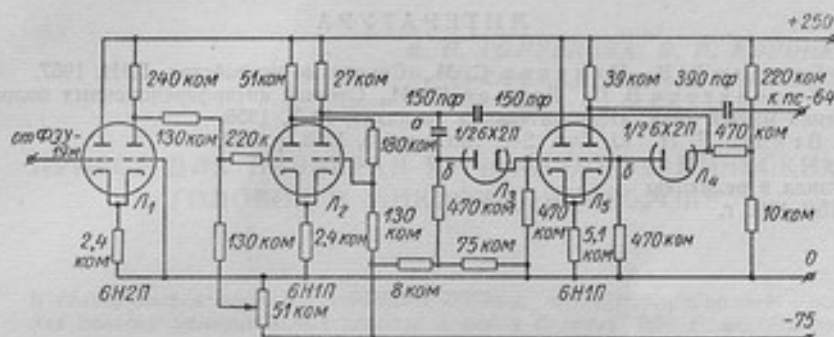 ЛИТЕРАТУРА
+250
240 ком
51 ком
27 ком
39 ком
390 пф
220 ком
к пс-64
150 пф
150 пф
130 ком
220 к
а
1/2 6Х2П
1/2 6Х2П
470 ком
от ФЭУ-19м
180 ком
б
б
Л1
Л2
Л3
Л5
Л4
2,4 ком
130 ком
2,4 ком
130 ком
470 ком
470 ком
5,1 ком
470 ком
10 ком
8 ком
75 ком
0
6Н2П
6Н1П
6Н1П
51 ком
-75